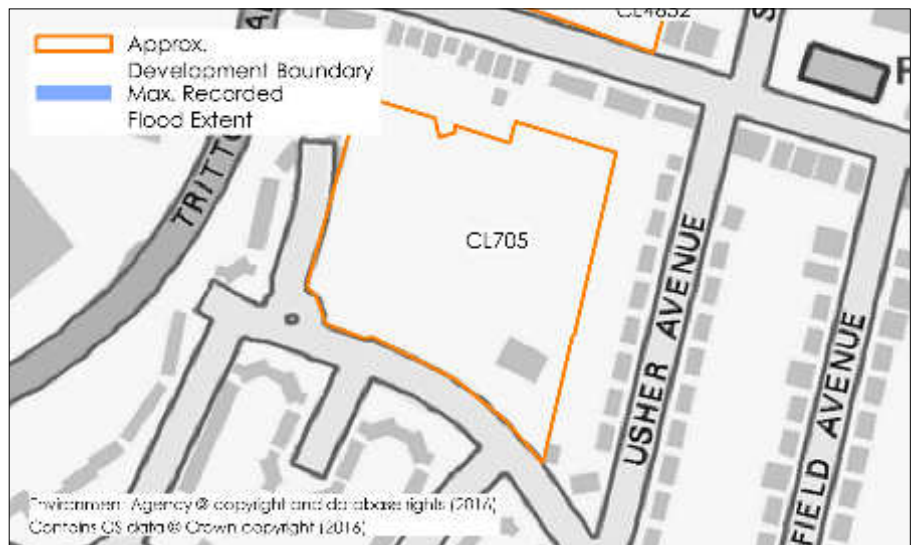 CL4652
Approx.
Development Boundary
Max. Recorded
Flood Extent
CL705
USHER AVENUE
FIELD AVENUE
Environment Agency © copyright and database rights (2016)
Contains OS data © Crown copyright (2016)